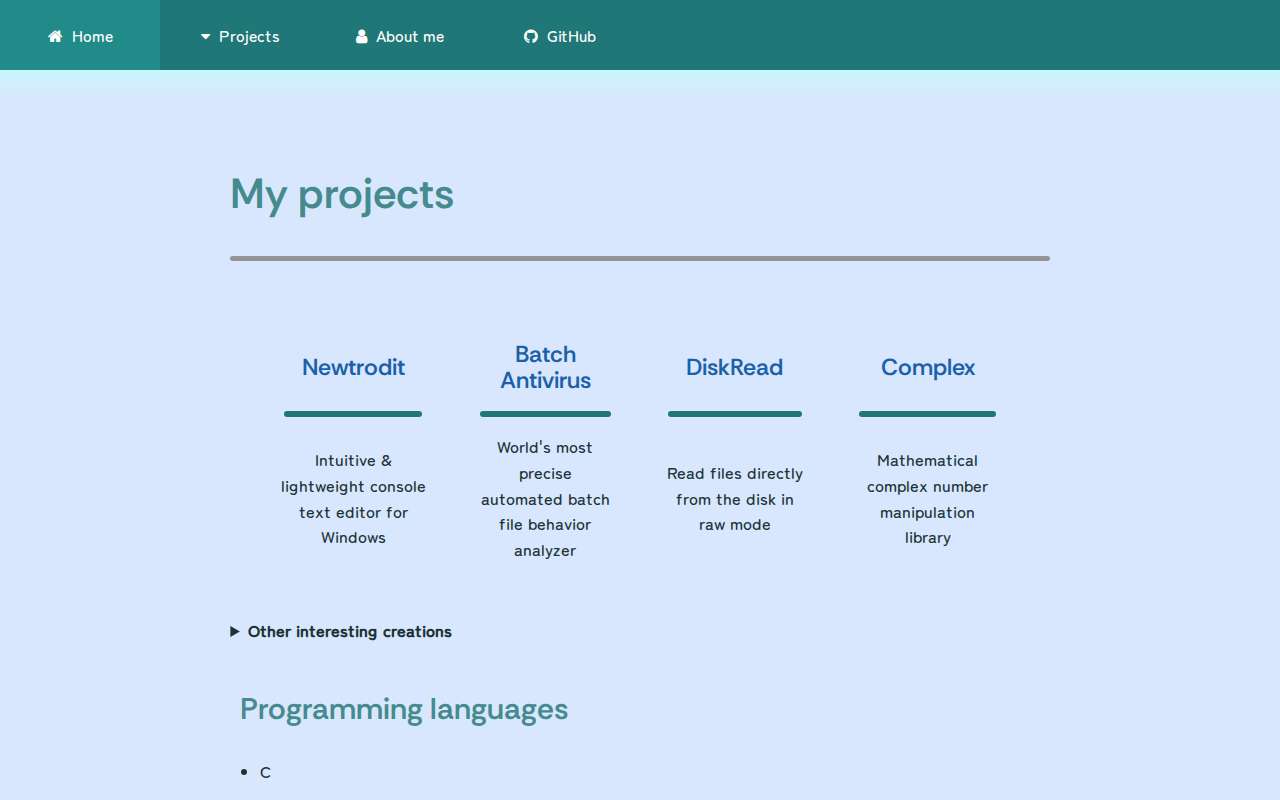 Home
Projects
About me
GitHub
My projects
Newtrodit
Batch
Antivirus
DiskRead
Complex
Intuitive &
lightweight console
text editor for
Windows
World's most
precise
automated batch
file behavior
analyzer
Read files directly
from the disk in
raw mode
Mathematical
complex number
manipulation
library
Other interesting creations
Programming languages
C